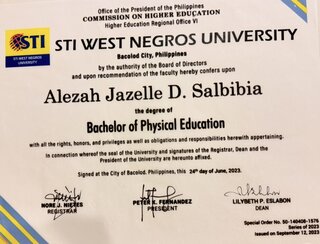 Office of the President of the Philippines
COMMISSION ON HIGHER EDUCATION
Higher Education Regional Office VI
STI
STI WEST NEGROS
UNIVERSITY
STI WEST NEGROS UNIVERSITY
Bacolod City, Philippines
by the authority of the Board of Directors
and upon recommendation of the faculty hereby confers upon
Alezah Jazelle D. Salbibia
the degree of
Bachelor of Physical Education
with all the rights, honors, and privileges as well as obligations and responsibilities herewith appertaining.
In connection whereof the seal of the University and signatures of the Registrar, Dean and the
President of the University are hereunto affixed.
Signed at the City of Bacolod, Philippines, this 24th day of June, 2023.
NORE J. NIEVES
REGISTRAR
FERNANDEZ
PRESIDENT
LILYBETH P. ESLABON
DEAN
Special Order No. 50-140408-1576
Series of 2023
Issued on September 12, 2023